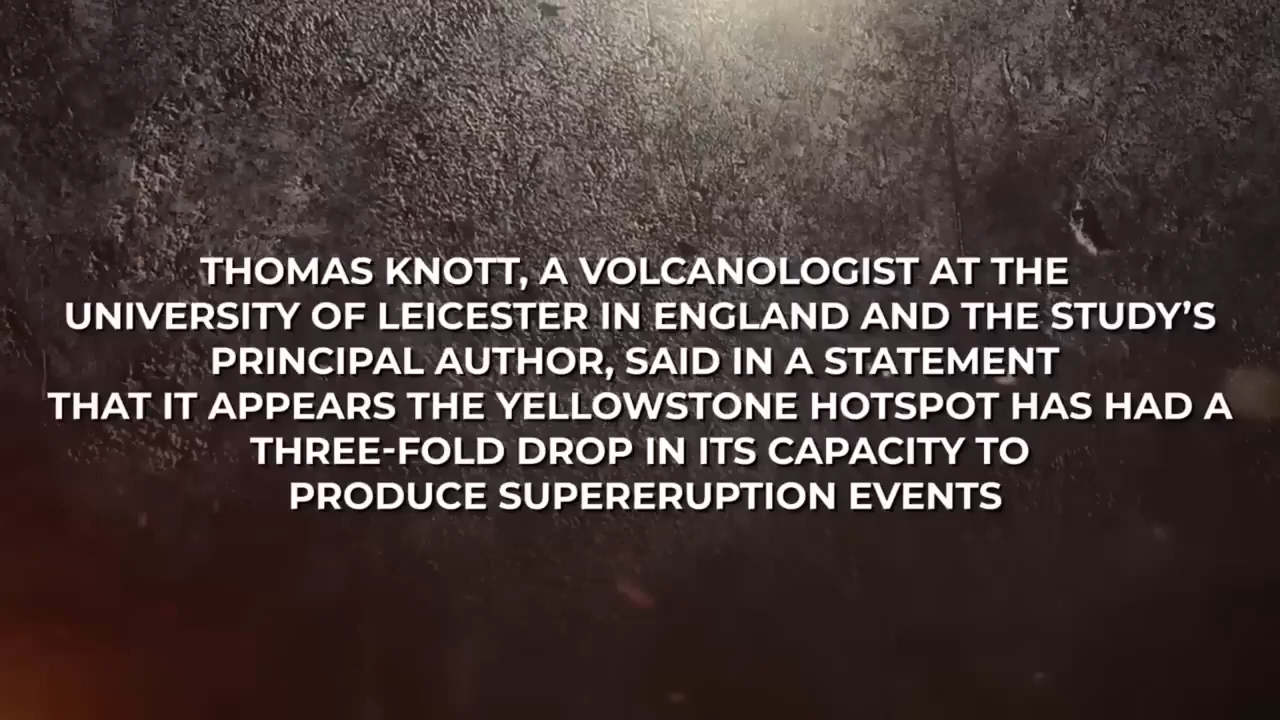 THOMAS KNOTT, A VOLCANOLOGIST AT THE
UNIVERSITY OF LEICESTER IN ENGLAND AND THE STUDY’S
PRINCIPAL AUTHOR, SAID IN A STATEMENT
THAT IT APPEARS THE YELLOWSTONE HOTSPOT HAS HAD A
THREE-FOLD DROP IN ITS CAPACITY TO
PRODUCE SUPERERUPTION EVENTS